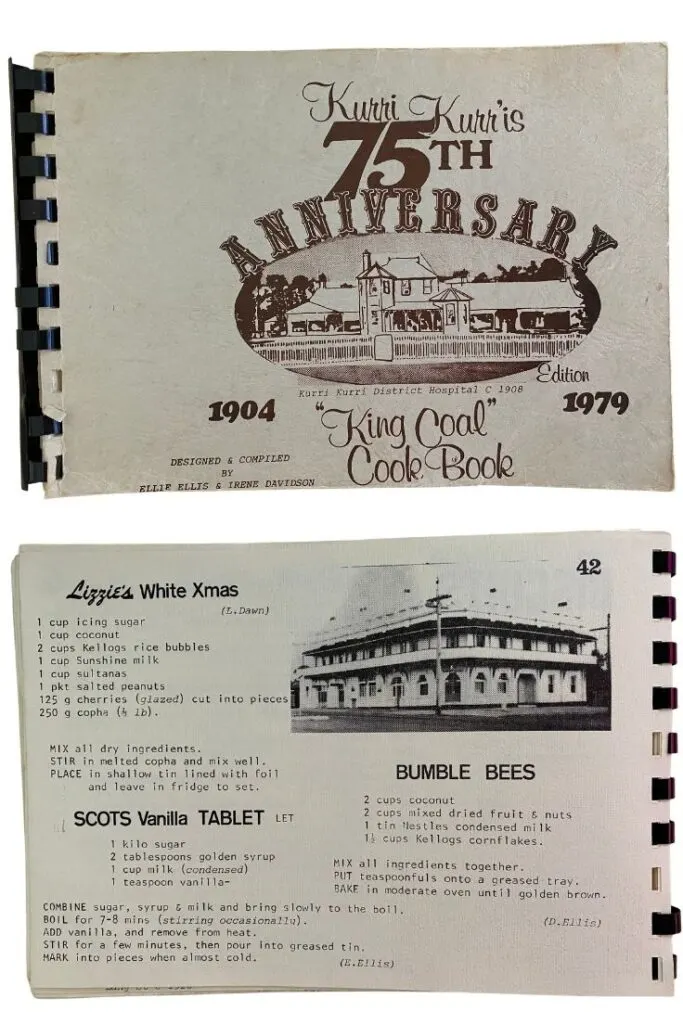 Kurri Kurr'is
75TH
ANNIVERSARY
Edition
Kurri Kurri District Hospital C 1908
1904 1979
"King Coal"
Cook Book
DESIGNED & COMPILED
BY
ELLIE ELLIS & IRENE DAVIDSON
42
Lizzie's White Xmas
(L.Dawn)
1 cup icing sugar
1 cup coconut
2 cups Kellogs rice bubbles
1 cup Sunshine milk
1 cup sultanas
1 pkt salted peanuts
125 g cherries (glazed) cut into pieces
250 g copha (½ lb).
MIX all dry ingredients.
STIR in melted copha and mix well.
PLACE in shallow tin lined with foil
and leave in fridge to set.
SCOTS Vanilla TABLET LET
1 kilo sugar
2 tablespoons golden syrup
1 cup milk (condensed)
1 teaspoon vanilla-
COMBINE sugar, syrup & milk and bring slowly to the boil.
BOIL for 7-8 mins (stirring occasionally).
ADD vanilla, and remove from heat.
STIR for a few minutes, then pour into greased tin.
MARK into pieces when almost cold.
(E.Ellis)
BUMBLE BEES
2 cups coconut
2 cups mixed dried fruit & nuts
1 tin Nestles condensed milk
1½ cups Kellogs cornflakes.
MIX all ingredients together.
PUT teaspoonfuls onto a greased tray.
BAKE in moderate oven until golden brown.
(D.Ellis)